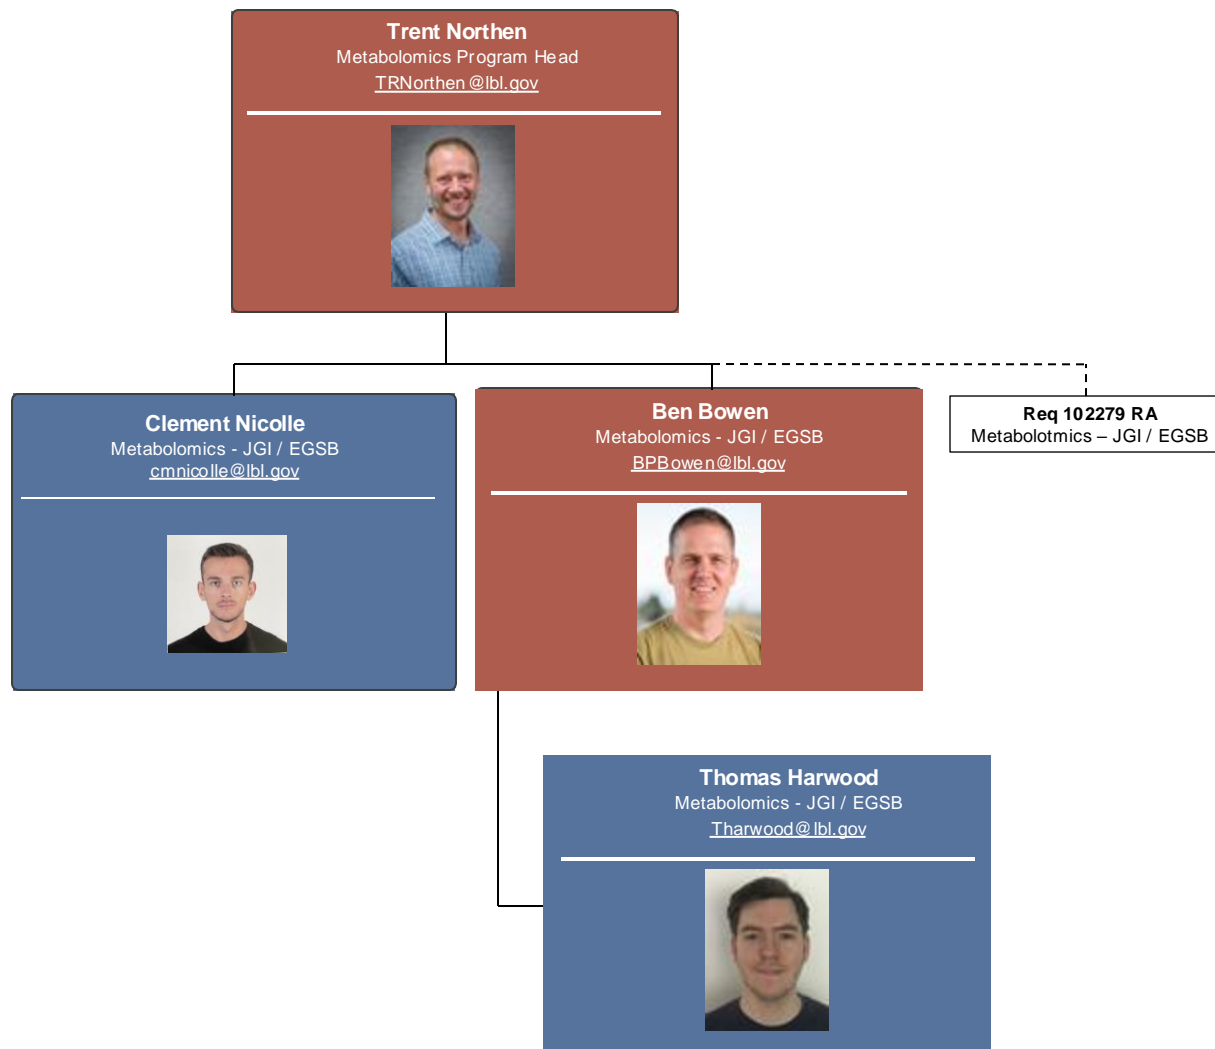 Trent Northen
Metabolomics Program Head
TRNorthen@lbl.gov
Clement Nicolle
Metabolomics - JGI / EGSB
cmnicolle@lbl.gov
Ben Bowen
Metabolomics - JGI / EGSB
BPBowen@lbl.gov
Req 102279 RA
Metabolotmics – JGI / EGSB
Thomas Harwood
Metabolomics - JGI / EGSB
Tharwood@lbl.gov